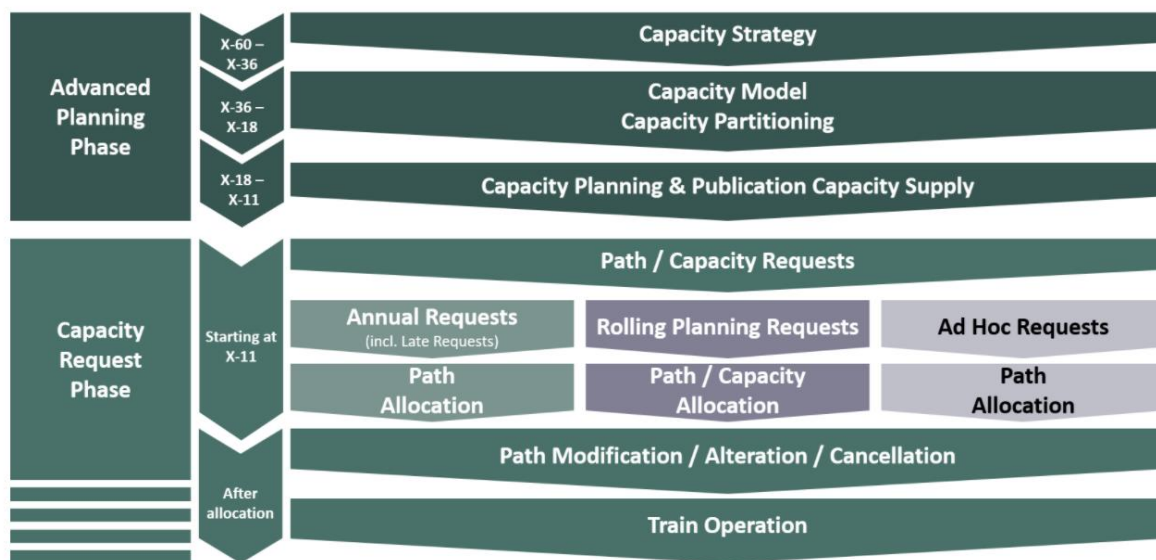 Advanced
Planning
Phase
X-60 –
X-36
Capacity Strategy
X-36 –
X-18
Capacity Model
Capacity Partitioning
X-18 –
X-11
Capacity Planning & Publication Capacity Supply
Capacity
Request
Phase
Starting at
X-11
Path / Capacity Requests
Annual Requests
(incl. Late Requests)
Rolling Planning Requests
Ad Hoc Requests
Path
Allocation
Path / Capacity
Allocation
Path
Allocation
After
allocation
Path Modification / Alteration / Cancellation
Train Operation